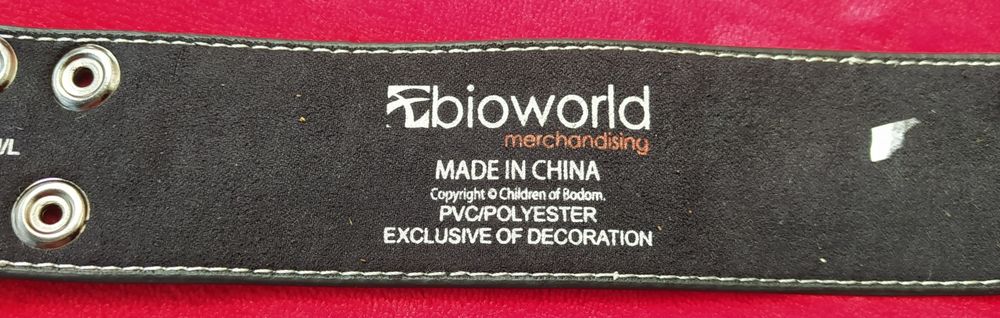 /L
bioworld
merchandising
MADE IN CHINA
Copyright © Children of Bodom.
PVC/POLYESTER
EXCLUSIVE OF DECORATION